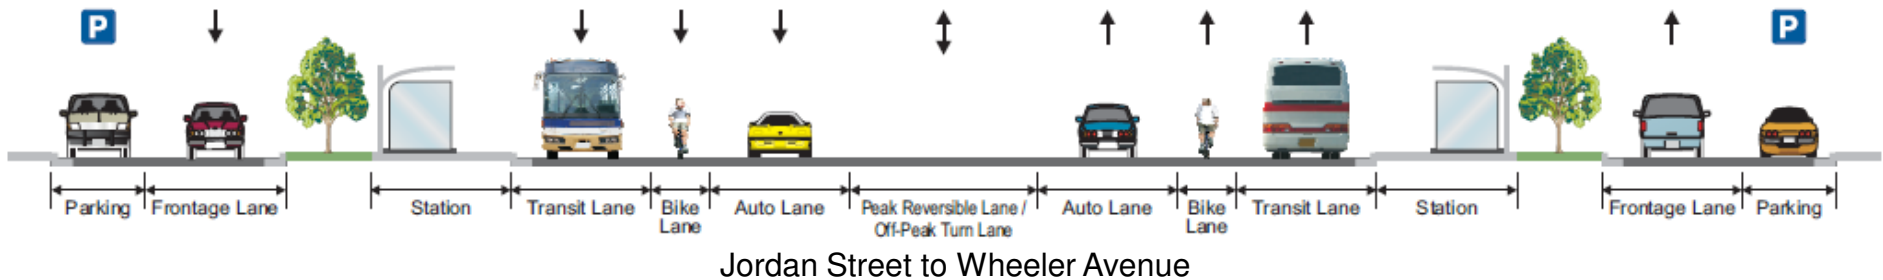 P
P
Parking
Frontage Lane
Station
Transit Lane
Bike
Lane
Auto Lane
Peak Reversible Lane /
Off-Peak Turn Lane
Auto Lane
Bike
Lane
Transit Lane
Station
Frontage Lane
Parking
Jordan Street to Wheeler Avenue